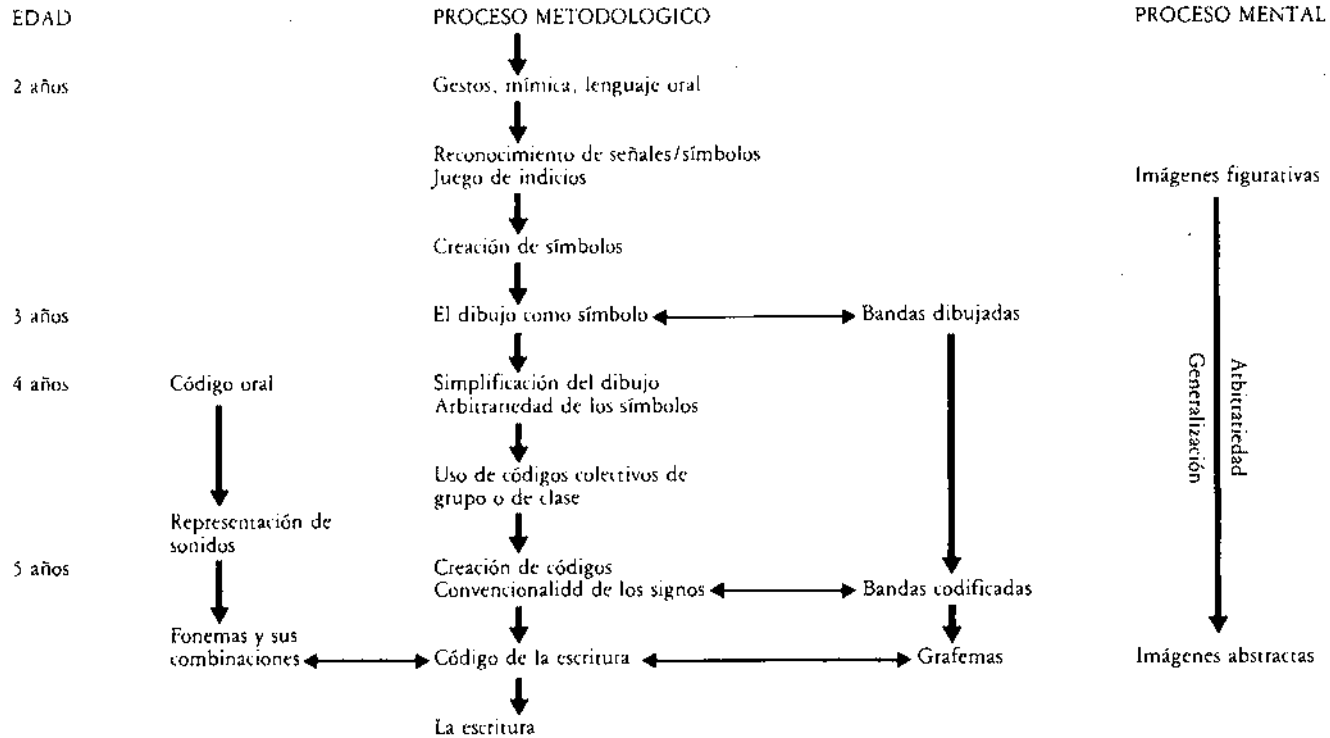 EDAD
PROCESO METODOLOGICO
PROCESO MENTAL
2 años
Gestos, mímica, lenguaje oral
Reconocimiento de señales/símbolos
Juego de indicios
Imágenes figurativas
Creación de símbolos
3 años
El dibujo como símbolo
Bandas dibujadas
4 años
Código oral
Simplificación del dibujo
Arbitrariedad de los símbolos
Generalización
Arbitrariedad
Uso de códigos colectivos de
grupo o de clase
Representación de
sonidos
5 años
Creación de códigos
Convencionalidd de los signos
Bandas codificadas
Fonemas y sus
combinaciones
Código de la escritura
Grafemas
Imágenes abstractas
La escritura